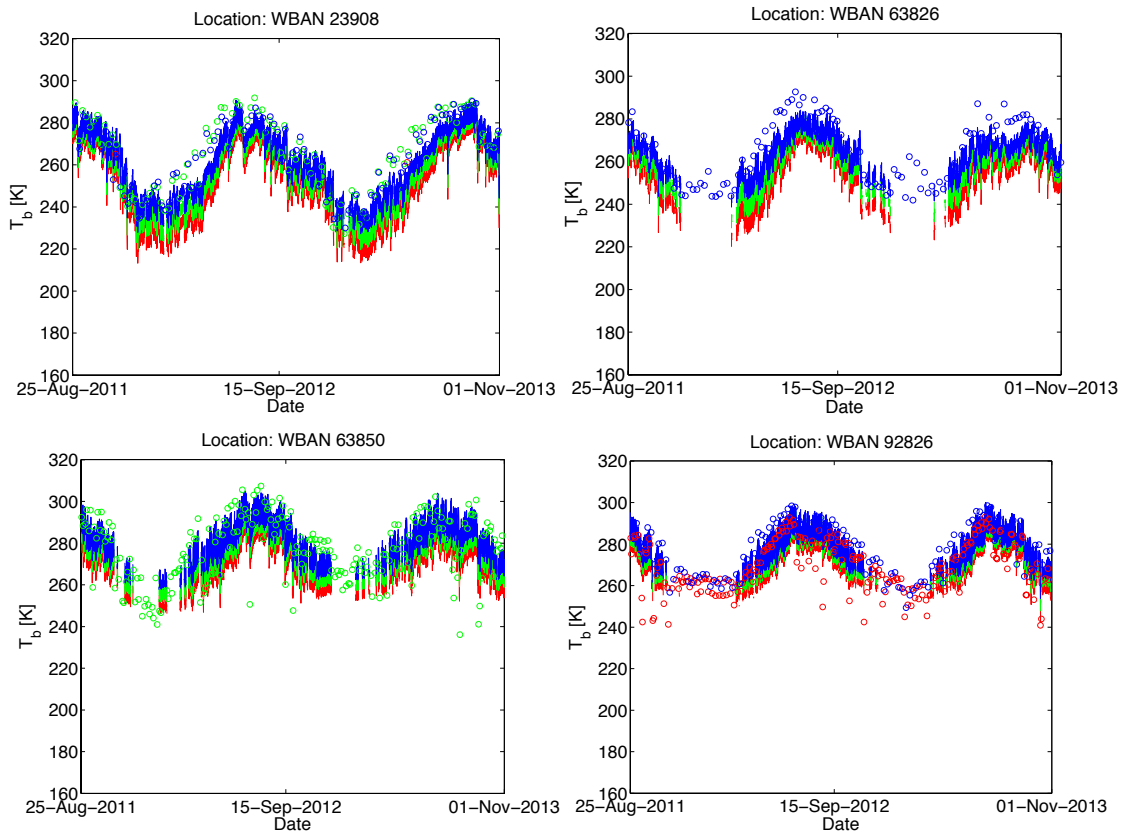 Location: WBAN 23908
320
300
280
260
240
220
200
180
160
T_b [K]
25−Aug−2011
15−Sep−2012
01−Nov−2013
Date
Location: WBAN 63826
320
300
280
260
240
220
200
180
160
T_b [K]
25−Aug−2011
15−Sep−2012
01−Nov−2013
Date
Location: WBAN 63850
320
300
280
260
240
220
200
180
160
T_b [K]
25−Aug−2011
15−Sep−2012
01−Nov−2013
Date
Location: WBAN 92826
320
300
280
260
240
220
200
180
160
T_b [K]
25−Aug−2011
15−Sep−2012
01−Nov−2013
Date